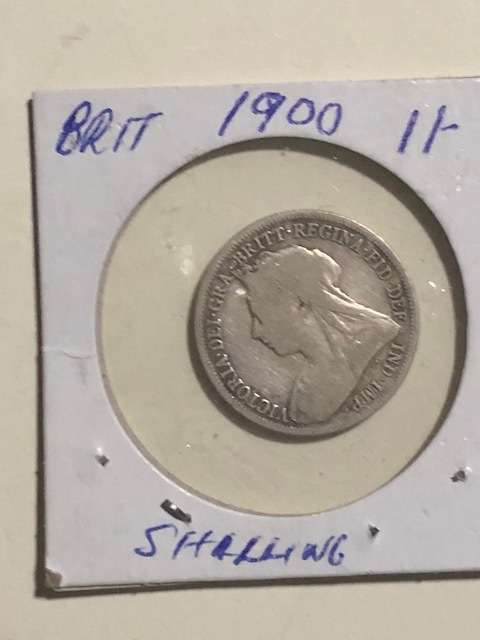 BRIT 1900 1/-
VICTORIA·DEI·GRA·BRITT·REGINA·FID·DEF·IND·IMP·
SHILLING